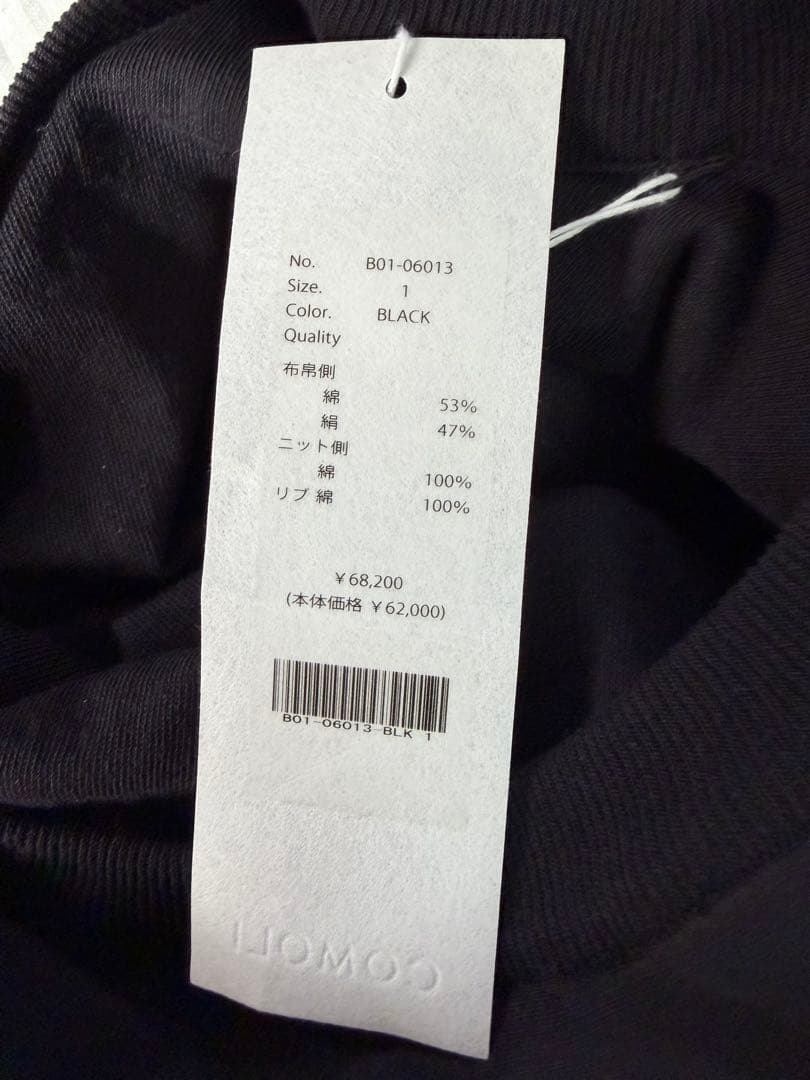 No. B01-06013
Size. 1
Color. BLACK
Quality
布帛側
綿 53%
絹 47%
ニット側
綿 100%
リブ 綿 100%
￥68,200
(本体価格 ￥62,000)
B01-06013-BLK 1
COMOLI